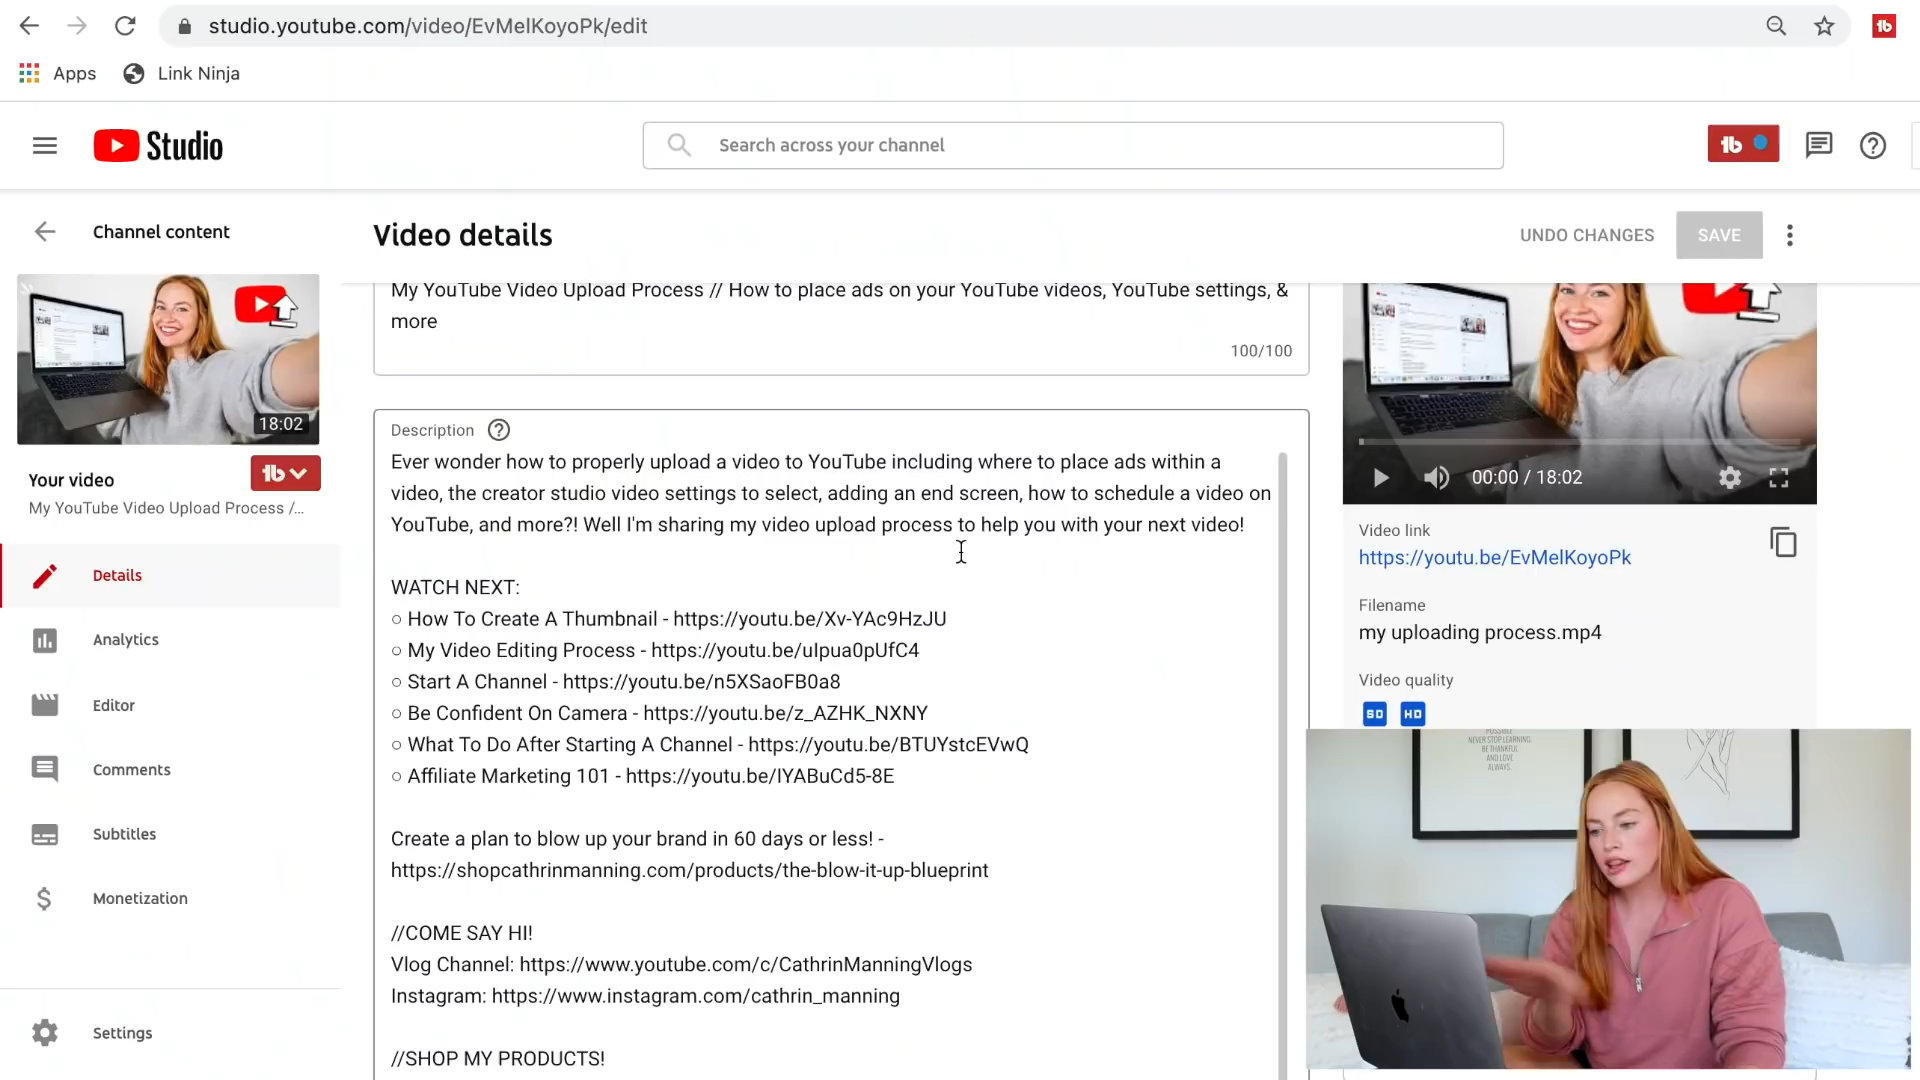 studio.youtube.com/video/EvMelKoyoPk/edit
Apps
Link Ninja
Studio
Search across your channel
Channel content
Video details
UNDO CHANGES
SAVE
18:02
Your video
My YouTube Video Upload Process /...
Details
Analytics
Editor
Comments
Subtitles
Monetization
Settings
My YouTube Video Upload Process // How to place ads on your YouTube videos, YouTube settings, &
more
100/100
Description
Ever wonder how to properly upload a video to YouTube including where to place ads within a
video, the creator studio video settings to select, adding an end screen, how to schedule a video on
YouTube, and more?! Well I'm sharing my video upload process to help you with your next video!
WATCH NEXT:
○ How To Create A Thumbnail - https://youtu.be/Xv-YAc9HzJU
○ My Video Editing Process - https://youtu.be/ulpua0pUfC4
○ Start A Channel - https://youtu.be/n5XSaoFB0a8
○ Be Confident On Camera - https://youtu.be/z_AZHK_NXNY
○ What To Do After Starting A Channel - https://youtu.be/BTUYstcEVwQ
○ Affiliate Marketing 101 - https://youtu.be/lYABuCd5-8E
Create a plan to blow up your brand in 60 days or less! -
https://shopcathrinmanning.com/products/the-blow-it-up-blueprint
//COME SAY HI!
Vlog Channel: https://www.youtube.com/c/CathrinManningVlogs
Instagram: https://www.instagram.com/cathrin_manning
//SHOP MY PRODUCTS!
00:00 / 18:02
Video link
https://youtu.be/EvMelKoyoPk
Filename
my uploading process.mp4
Video quality
SD HD
NEVER STOP LEARNING.
BE THANKFUL
AND LOVE
ALWAYS.